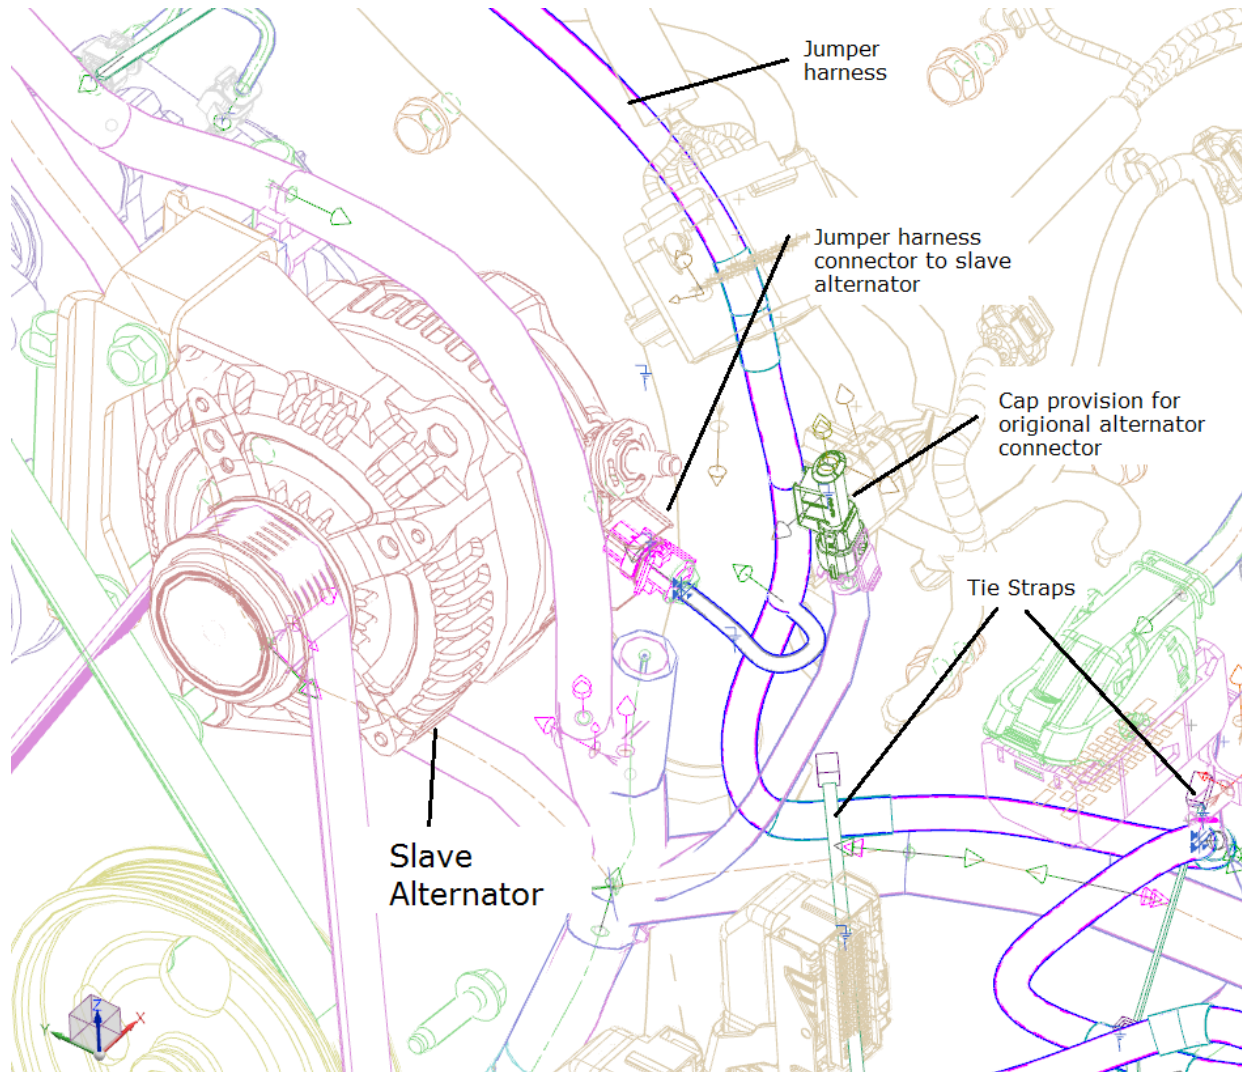 Jumper
harness
Jumper harness
connector to slave
alternator
Cap provision for
origional alternator
connector
Tie Straps
Slave
Alternator
Z
Y
X